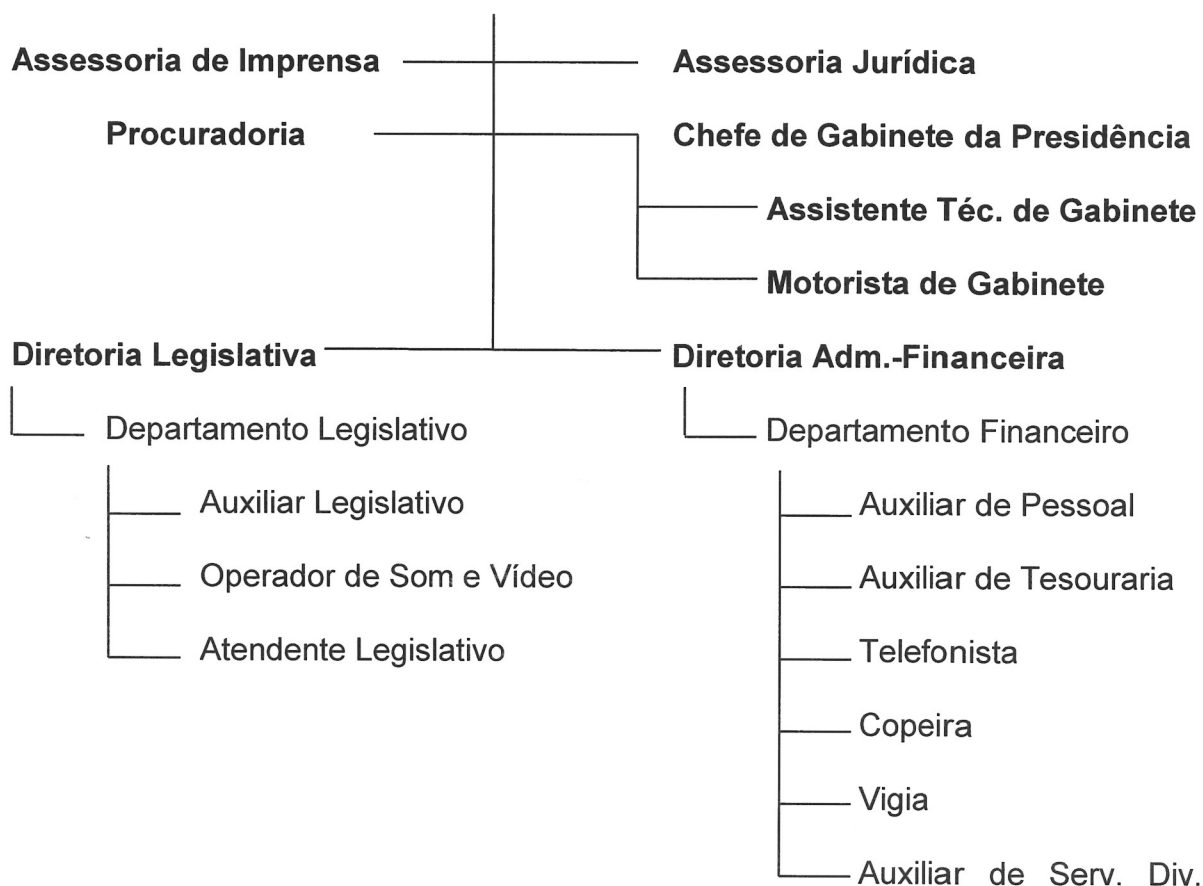 Assessoria de Imprensa
Assessoria Jurídica
Procuradoria
Chefe de Gabinete da Presidência
Assistente Téc. de Gabinete
Motorista de Gabinete
Diretoria Legislativa
Diretoria Adm.-Financeira
Departamento Legislativo
Departamento Financeiro
Auxiliar Legislativo
Auxiliar de Pessoal
Operador de Som e Vídeo
Auxiliar de Tesouraria
Atendente Legislativo
Telefonista
Copeira
Vigia
Auxiliar de Serv. Div.